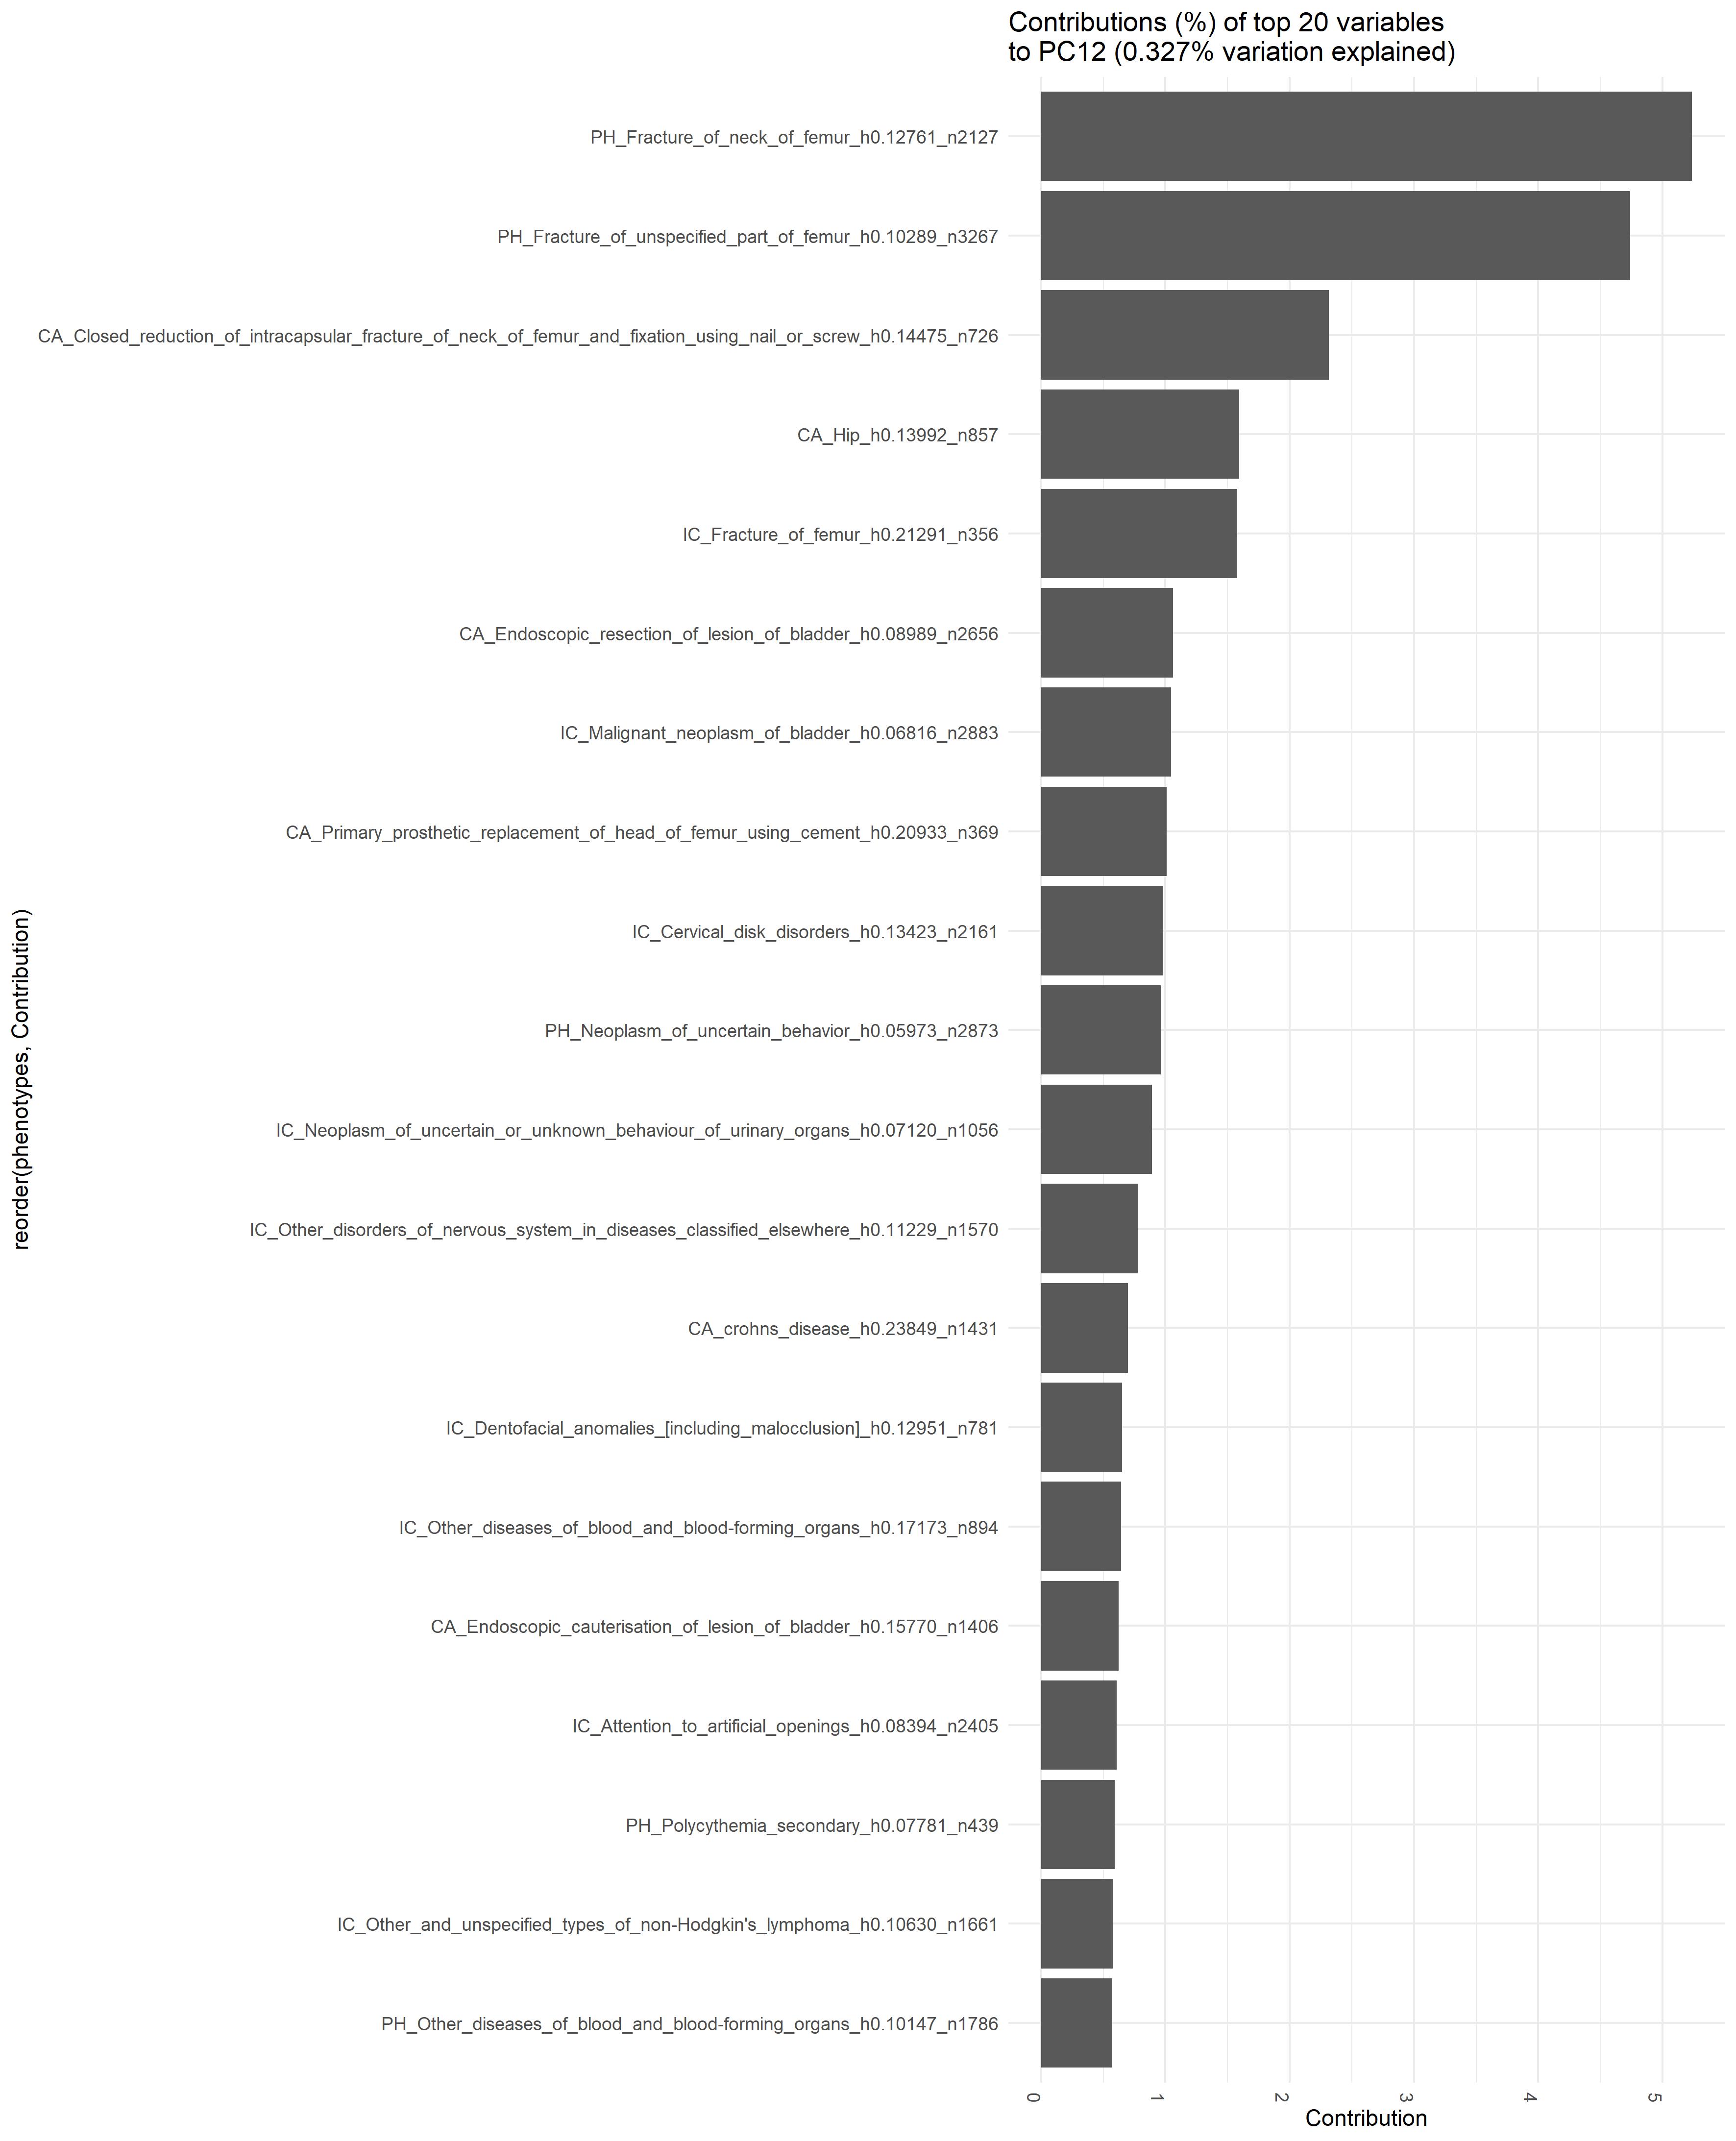 Contributions (%) of top 20 variables
to PC12 (0.327% variation explained)
PH_Fracture_of_neck_of_femur_h0.12761_n2127
PH_Fracture_of_unspecified_part_of_femur_h0.10289_n3267
CA_Closed_reduction_of_intracapsular_fracture_of_neck_of_femur_and_fixation_using_nail_or_screw_h0.14475_n726
CA_Hip_h0.13992_n857
IC_Fracture_of_femur_h0.21291_n356
CA_Endoscopic_resection_of_lesion_of_bladder_h0.08989_n2656
IC_Malignant_neoplasm_of_bladder_h0.06816_n2883
CA_Primary_prosthetic_replacement_of_head_of_femur_using_cement_h0.20933_n369
IC_Cervical_disk_disorders_h0.13423_n2161
PH_Neoplasm_of_uncertain_behavior_h0.05973_n2873
IC_Neoplasm_of_uncertain_or_unknown_behaviour_of_urinary_organs_h0.07120_n1056
IC_Other_disorders_of_nervous_system_in_diseases_classified_elsewhere_h0.11229_n1570
CA_crohns_disease_h0.23849_n1431
IC_Dentofacial_anomalies_[including_malocclusion]_h0.12951_n781
IC_Other_diseases_of_blood_and_blood-forming_organs_h0.17173_n894
CA_Endoscopic_cauterisation_of_lesion_of_bladder_h0.15770_n1406
IC_Attention_to_artificial_openings_h0.08394_n2405
PH_Polycythemia_secondary_h0.07781_n439
IC_Other_and_unspecified_types_of_non-Hodgkin's_lymphoma_h0.10630_n1661
PH_Other_diseases_of_blood_and_blood-forming_organs_h0.10147_n1786
reorder(phenotypes, Contribution)
0 1 2 3 4 5
Contribution